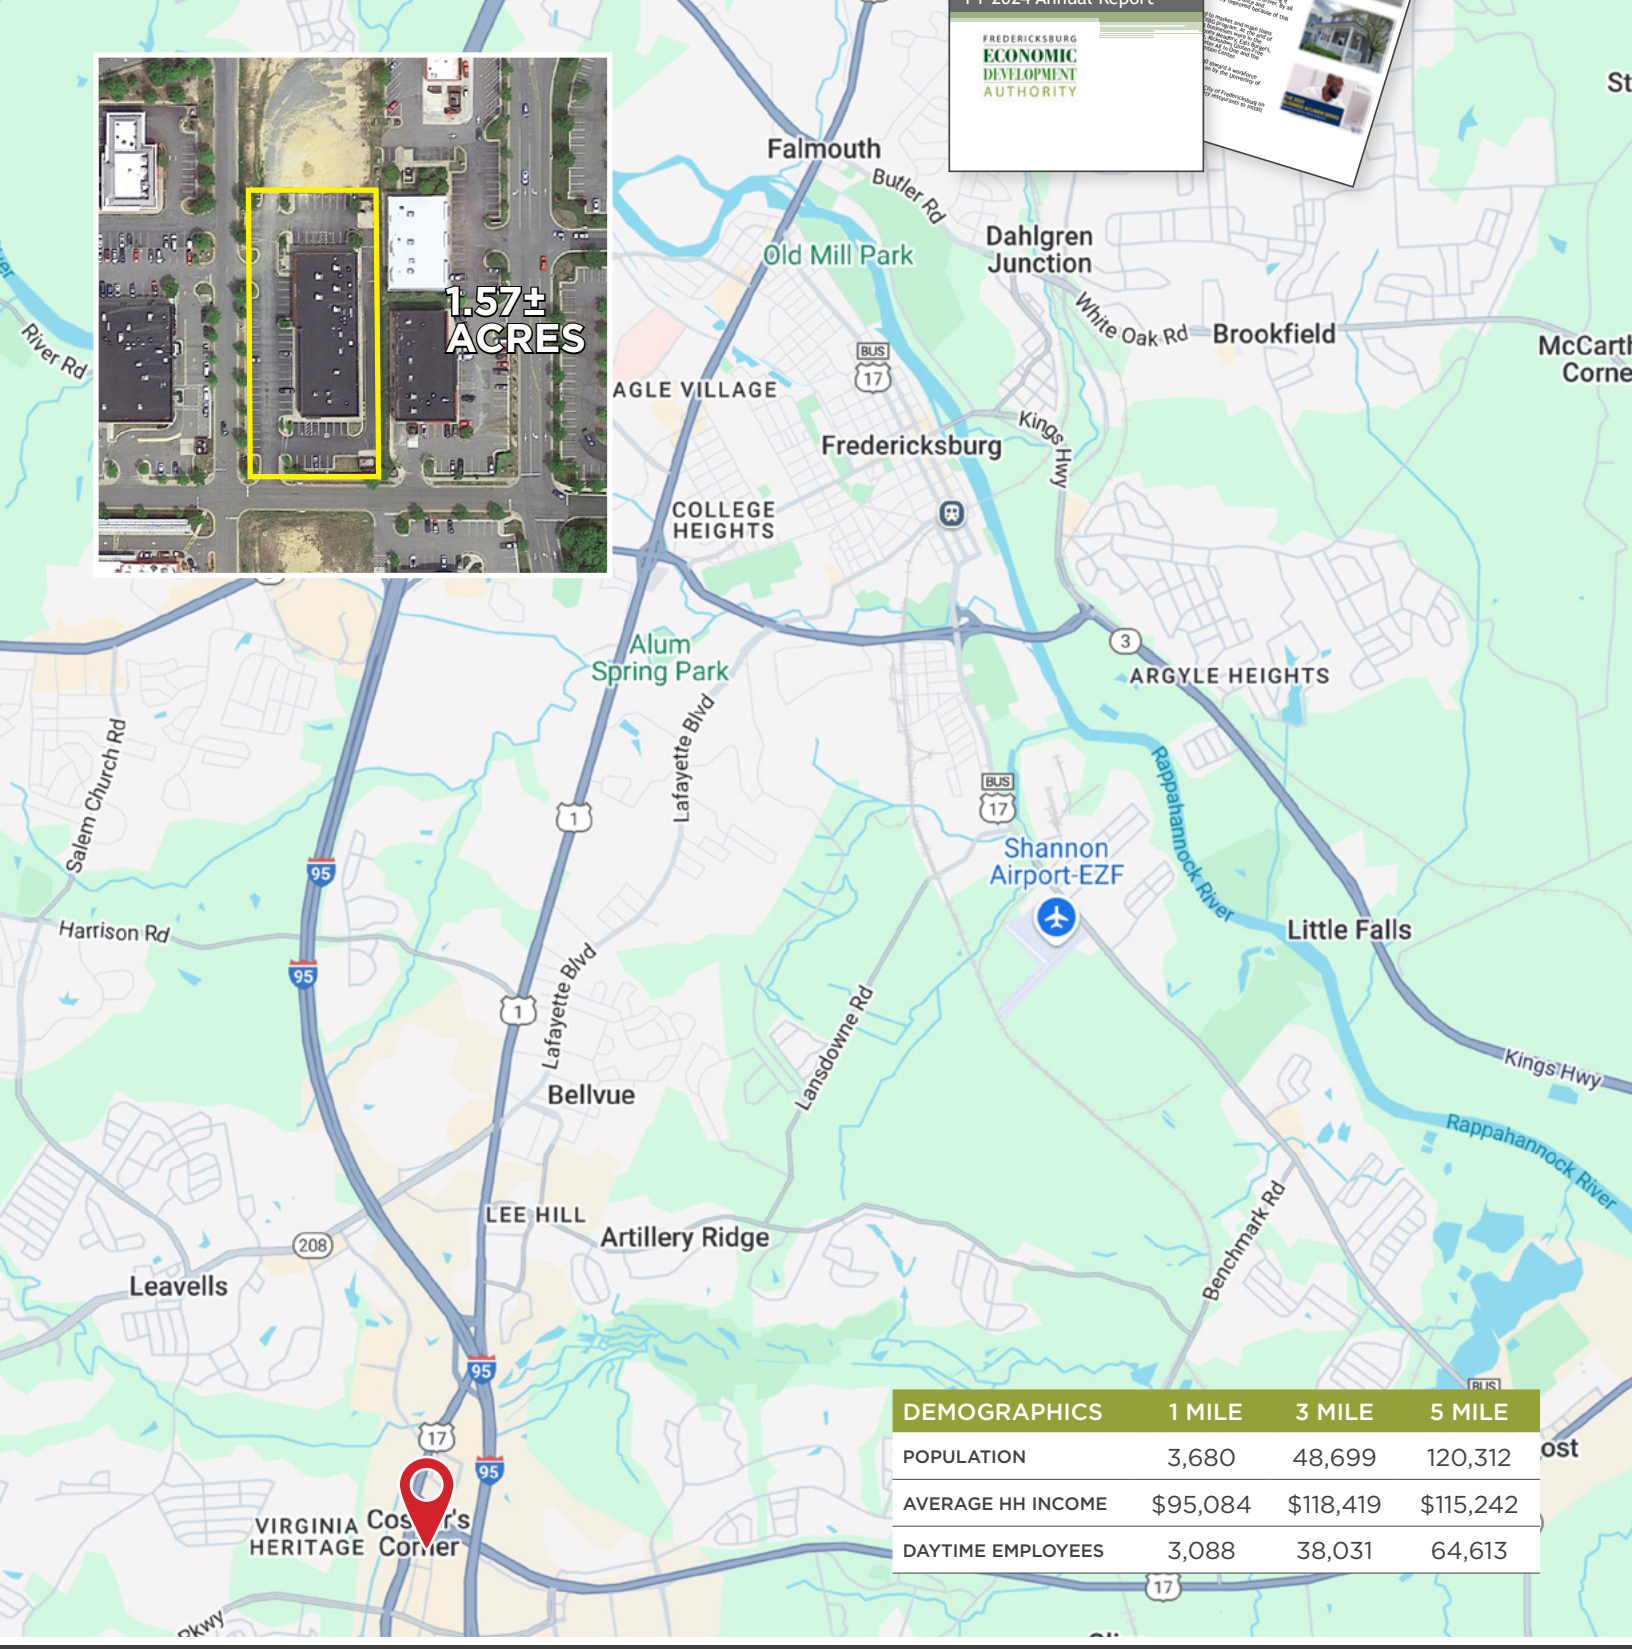 FY 2024 Annual Report
FREDERICKSBURG
ECONOMIC
DEVELOPMENT
AUTHORITY
1.57±
ACRES
River Rd
Falmouth
Butler Rd
Old Mill Park
Dahlgren
Junction
White Oak Rd
Brookfield
BUS
17
AGLE VILLAGE
Kings Hwy
Fredericksburg
COLLEGE
HEIGHTS
3
ARGYLE HEIGHTS
Alum
Spring Park
Lafayette Blvd
Salem Church Rd
1
BUS
17
Rappahannock River
Shannon
Airport-EZF
95
Harrison Rd
Little Falls
95
1
Lafayette Blvd
Lansdowne Rd
Kings Hwy
Bellvue
Rappahannock River
LEE HILL
Artillery Ridge
Benchmark Rd
208
Leavells
95
BUS
17
95
VIRGINIA
HERITAGE
Corner
17
Pkwy
DEMOGRAPHICS 1 MILE 3 MILE 5 MILE
POPULATION 3,680 48,699 120,312
AVERAGE HH INCOME $95,084 $118,419 $115,242
DAYTIME EMPLOYEES 3,088 38,031 64,613